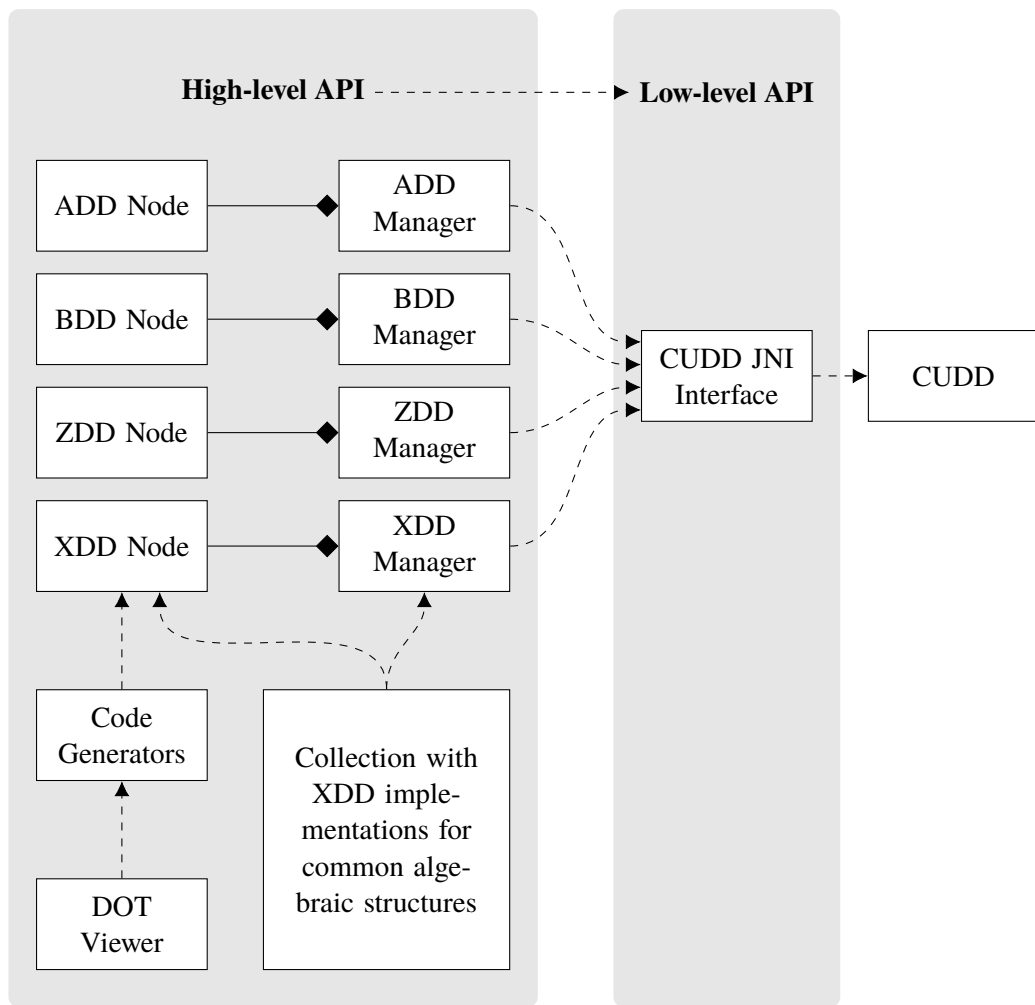 High-level API
Low-level API
ADD Node
ADD
Manager
BDD Node
BDD
Manager
ZDD Node
ZDD
Manager
XDD Node
XDD
Manager
CUDD JNI
Interface
CUDD
Code
Generators
DOT
Viewer
Collection with
XDD imple-
mentations for
common alge-
braic structures